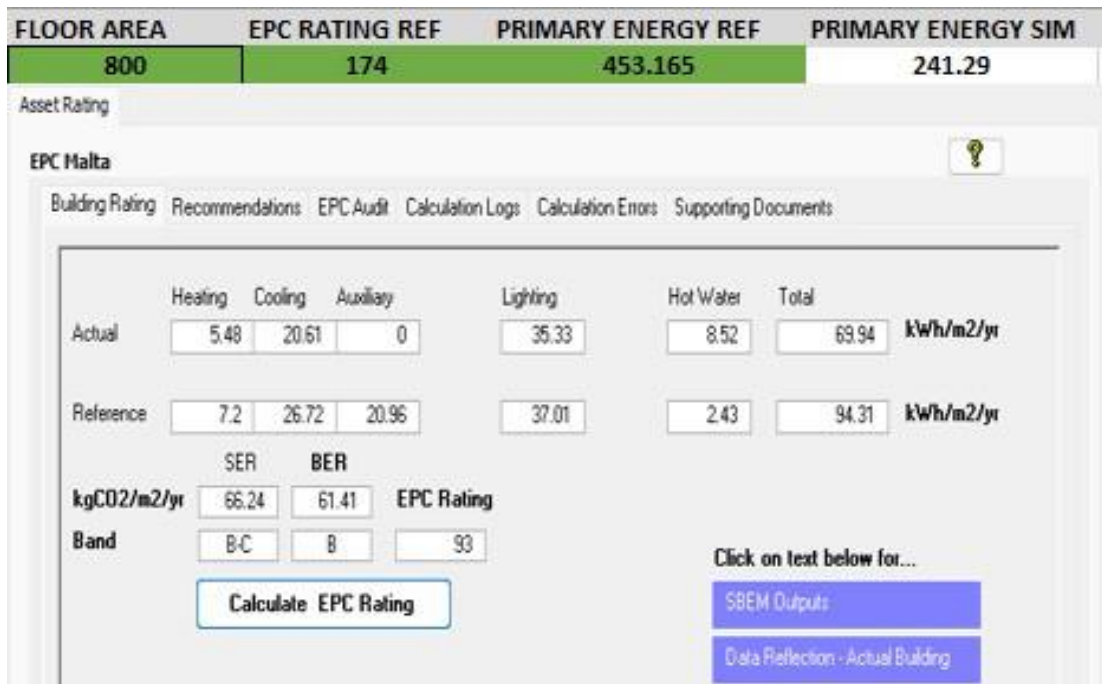 FLOOR AREA EPC RATING REF PRIMARY ENERGY REF PRIMARY ENERGY SIM
800 174 453.165 241.29
Asset Rating
EPC Malta
Building Rating Recommendations EPC Audit Calculation Logs Calculation Errors Supporting Documents
Heating Cooling Auxiliary Lighting Hot Water Total
Actual 5.48 20.61 0 35.33 8.52 69.94 kWh/m2/yr
Reference 7.2 26.72 20.96 37.01 2.43 94.31 kWh/m2/yr
SER BER
kgCO2/m2/yr 66.24 61.41 EPC Rating
Band B-C B 93
Click on text below for...
Calculate EPC Rating SBEM Outputs
Data Reflection - Actual Building